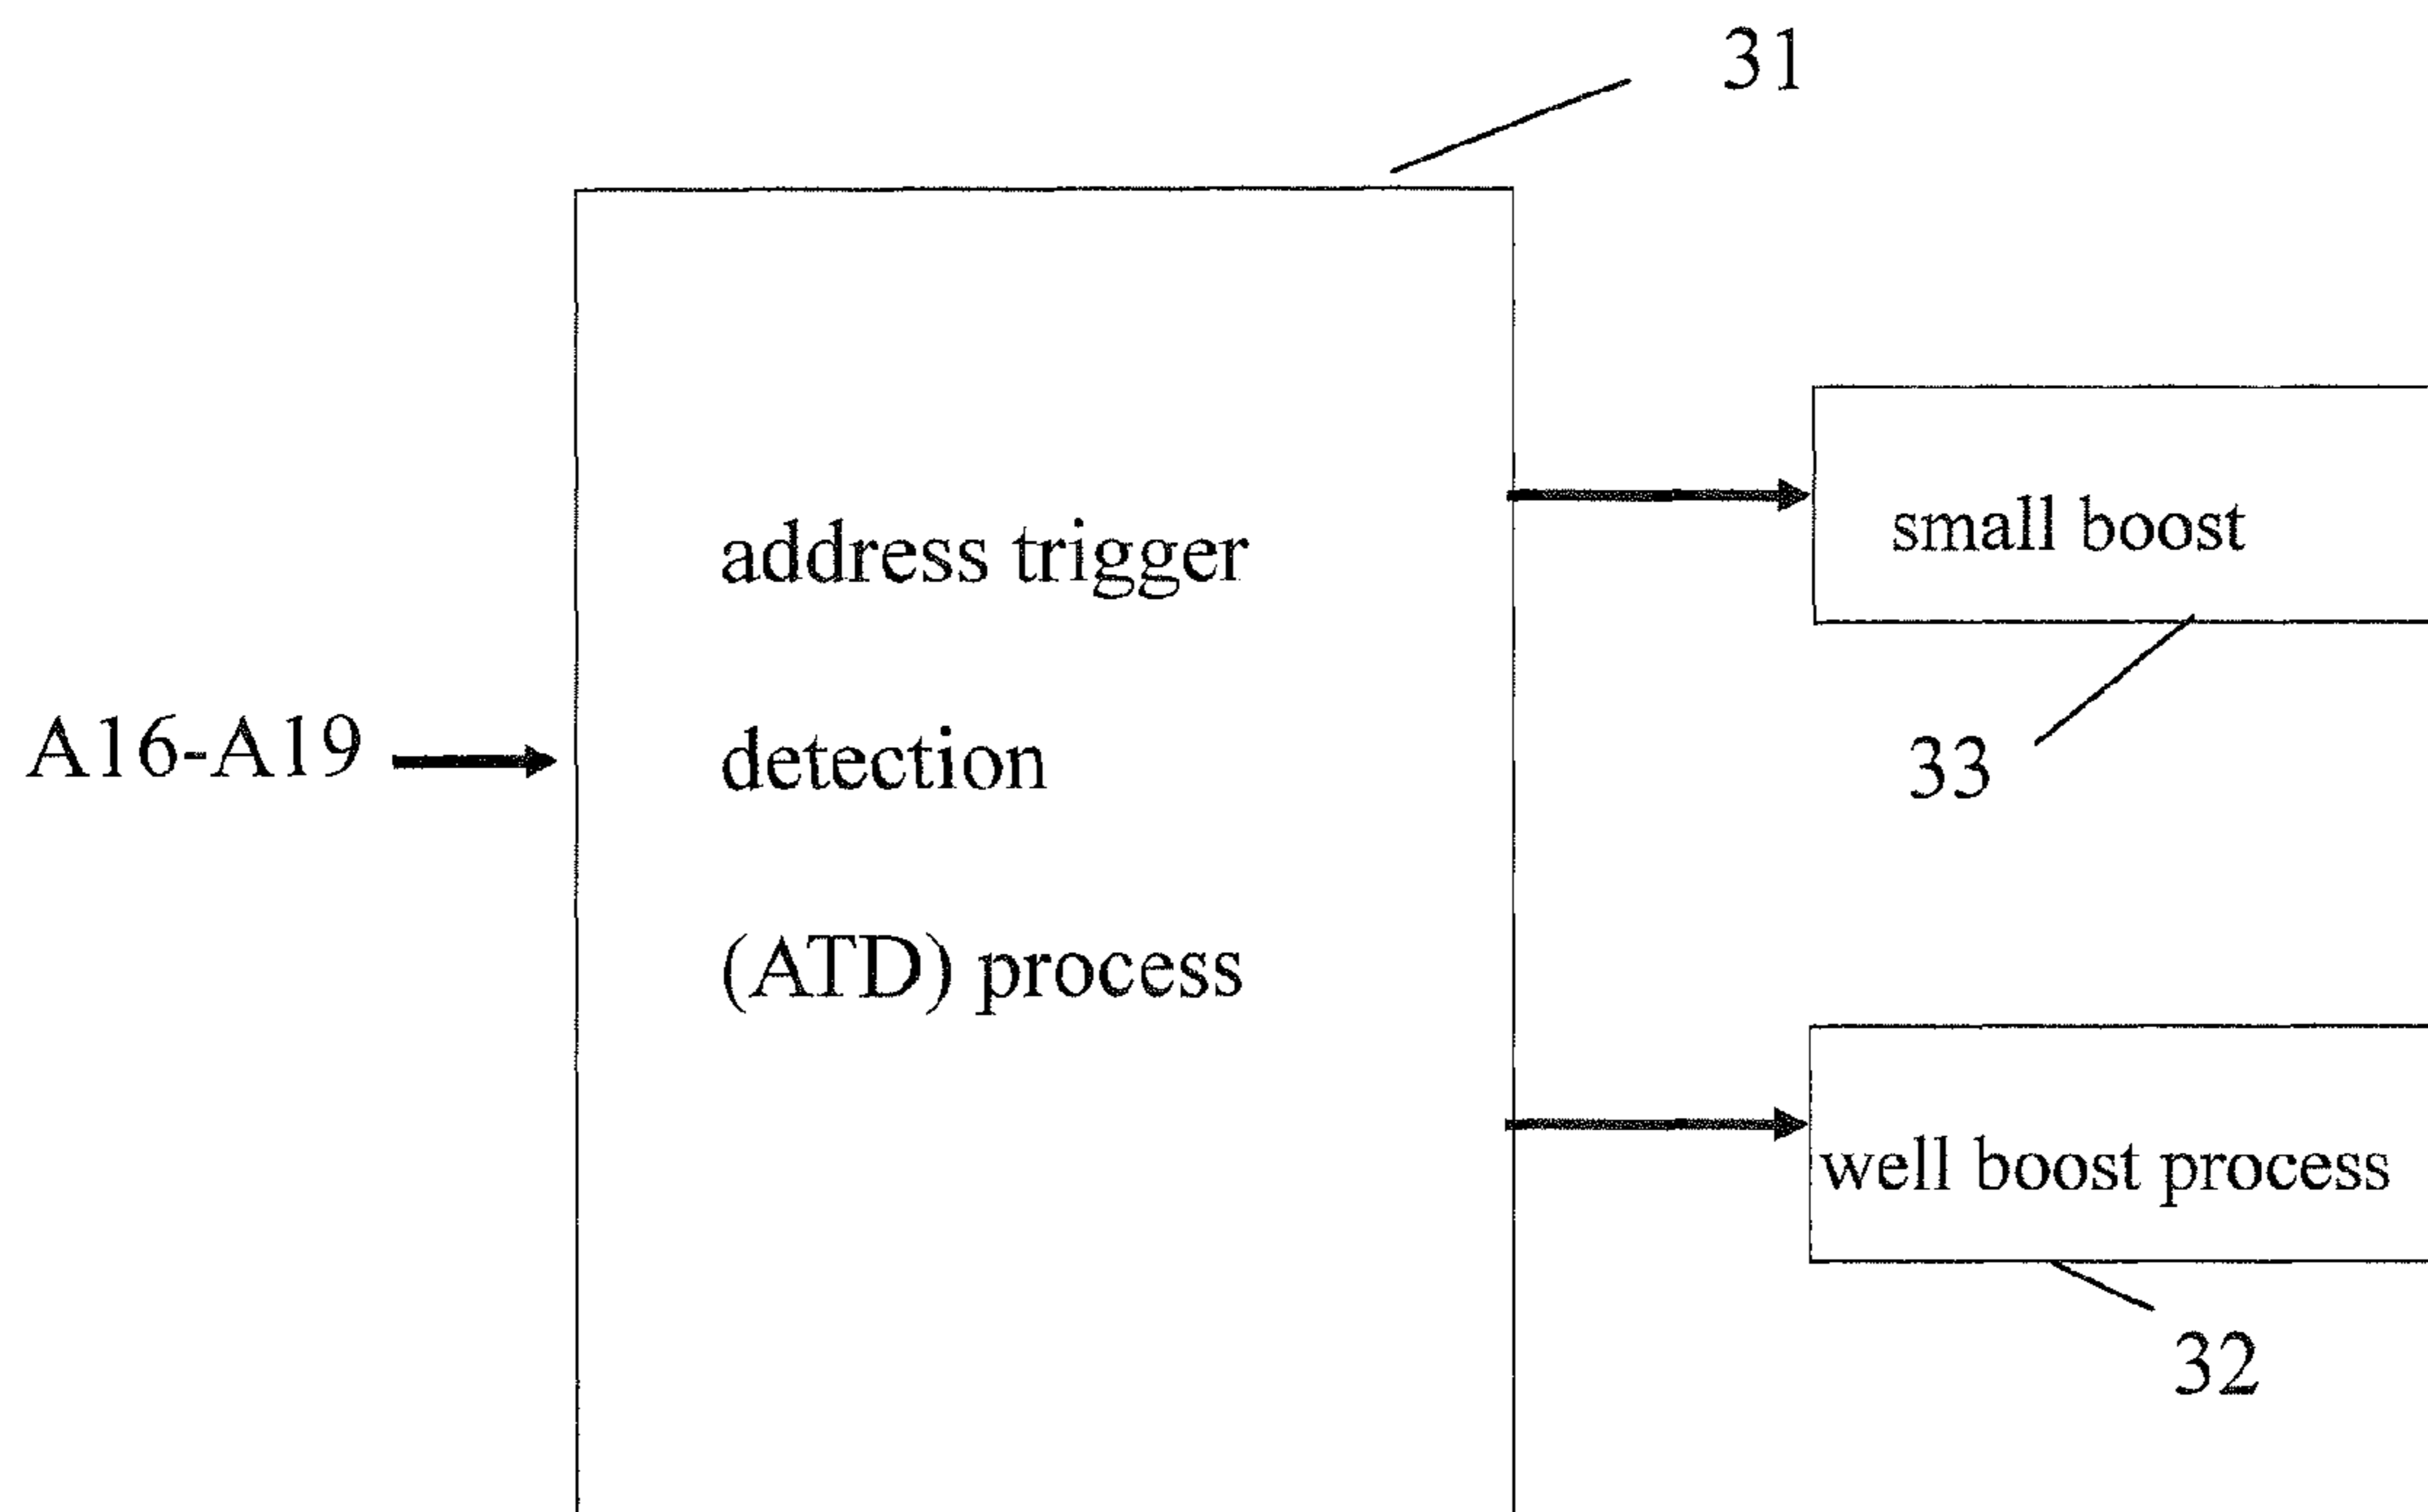 31
address trigger
detection
(ATD) process
A16-A19
small boost
33
well boost process
32